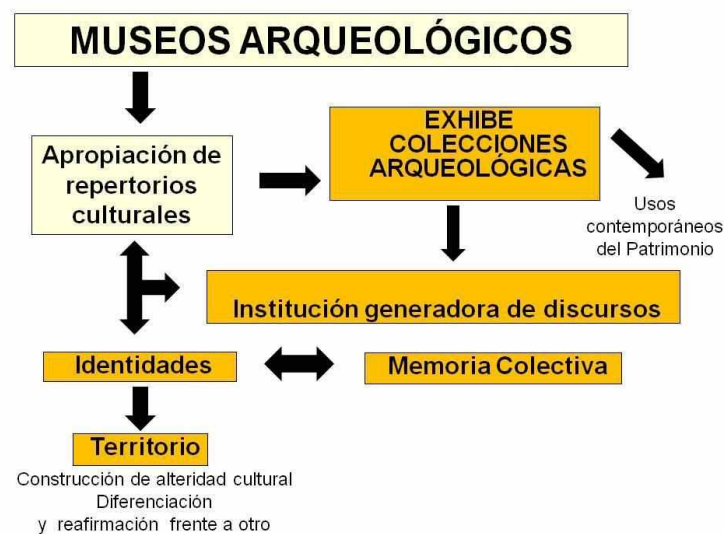 MUSEOS ARQUEOLÓGICOS
Apropiación de
repertorios
culturales
EXHIBE
COLECCIONES
ARQUEOLÓGICAS
Usos
contemporáneos
del Patrimonio
Institución generadora de discursos
Identidades
Memoria Colectiva
Territorio
Construcción de alteridad cultural
Diferenciación
y reafirmación frente a otro